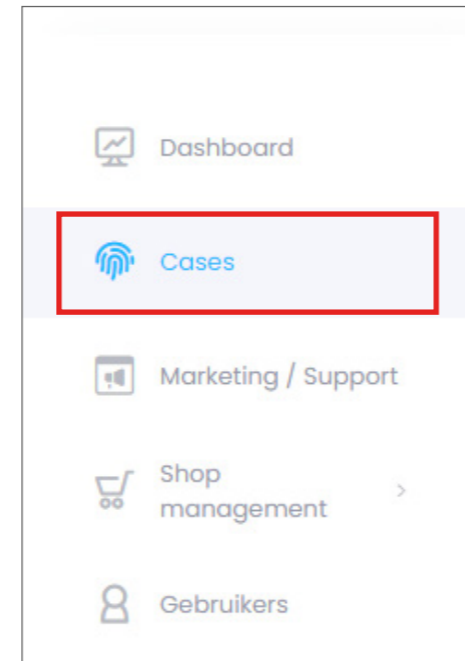 Dashboard
Cases
Marketing / Support
Shop
management
Gebruikers